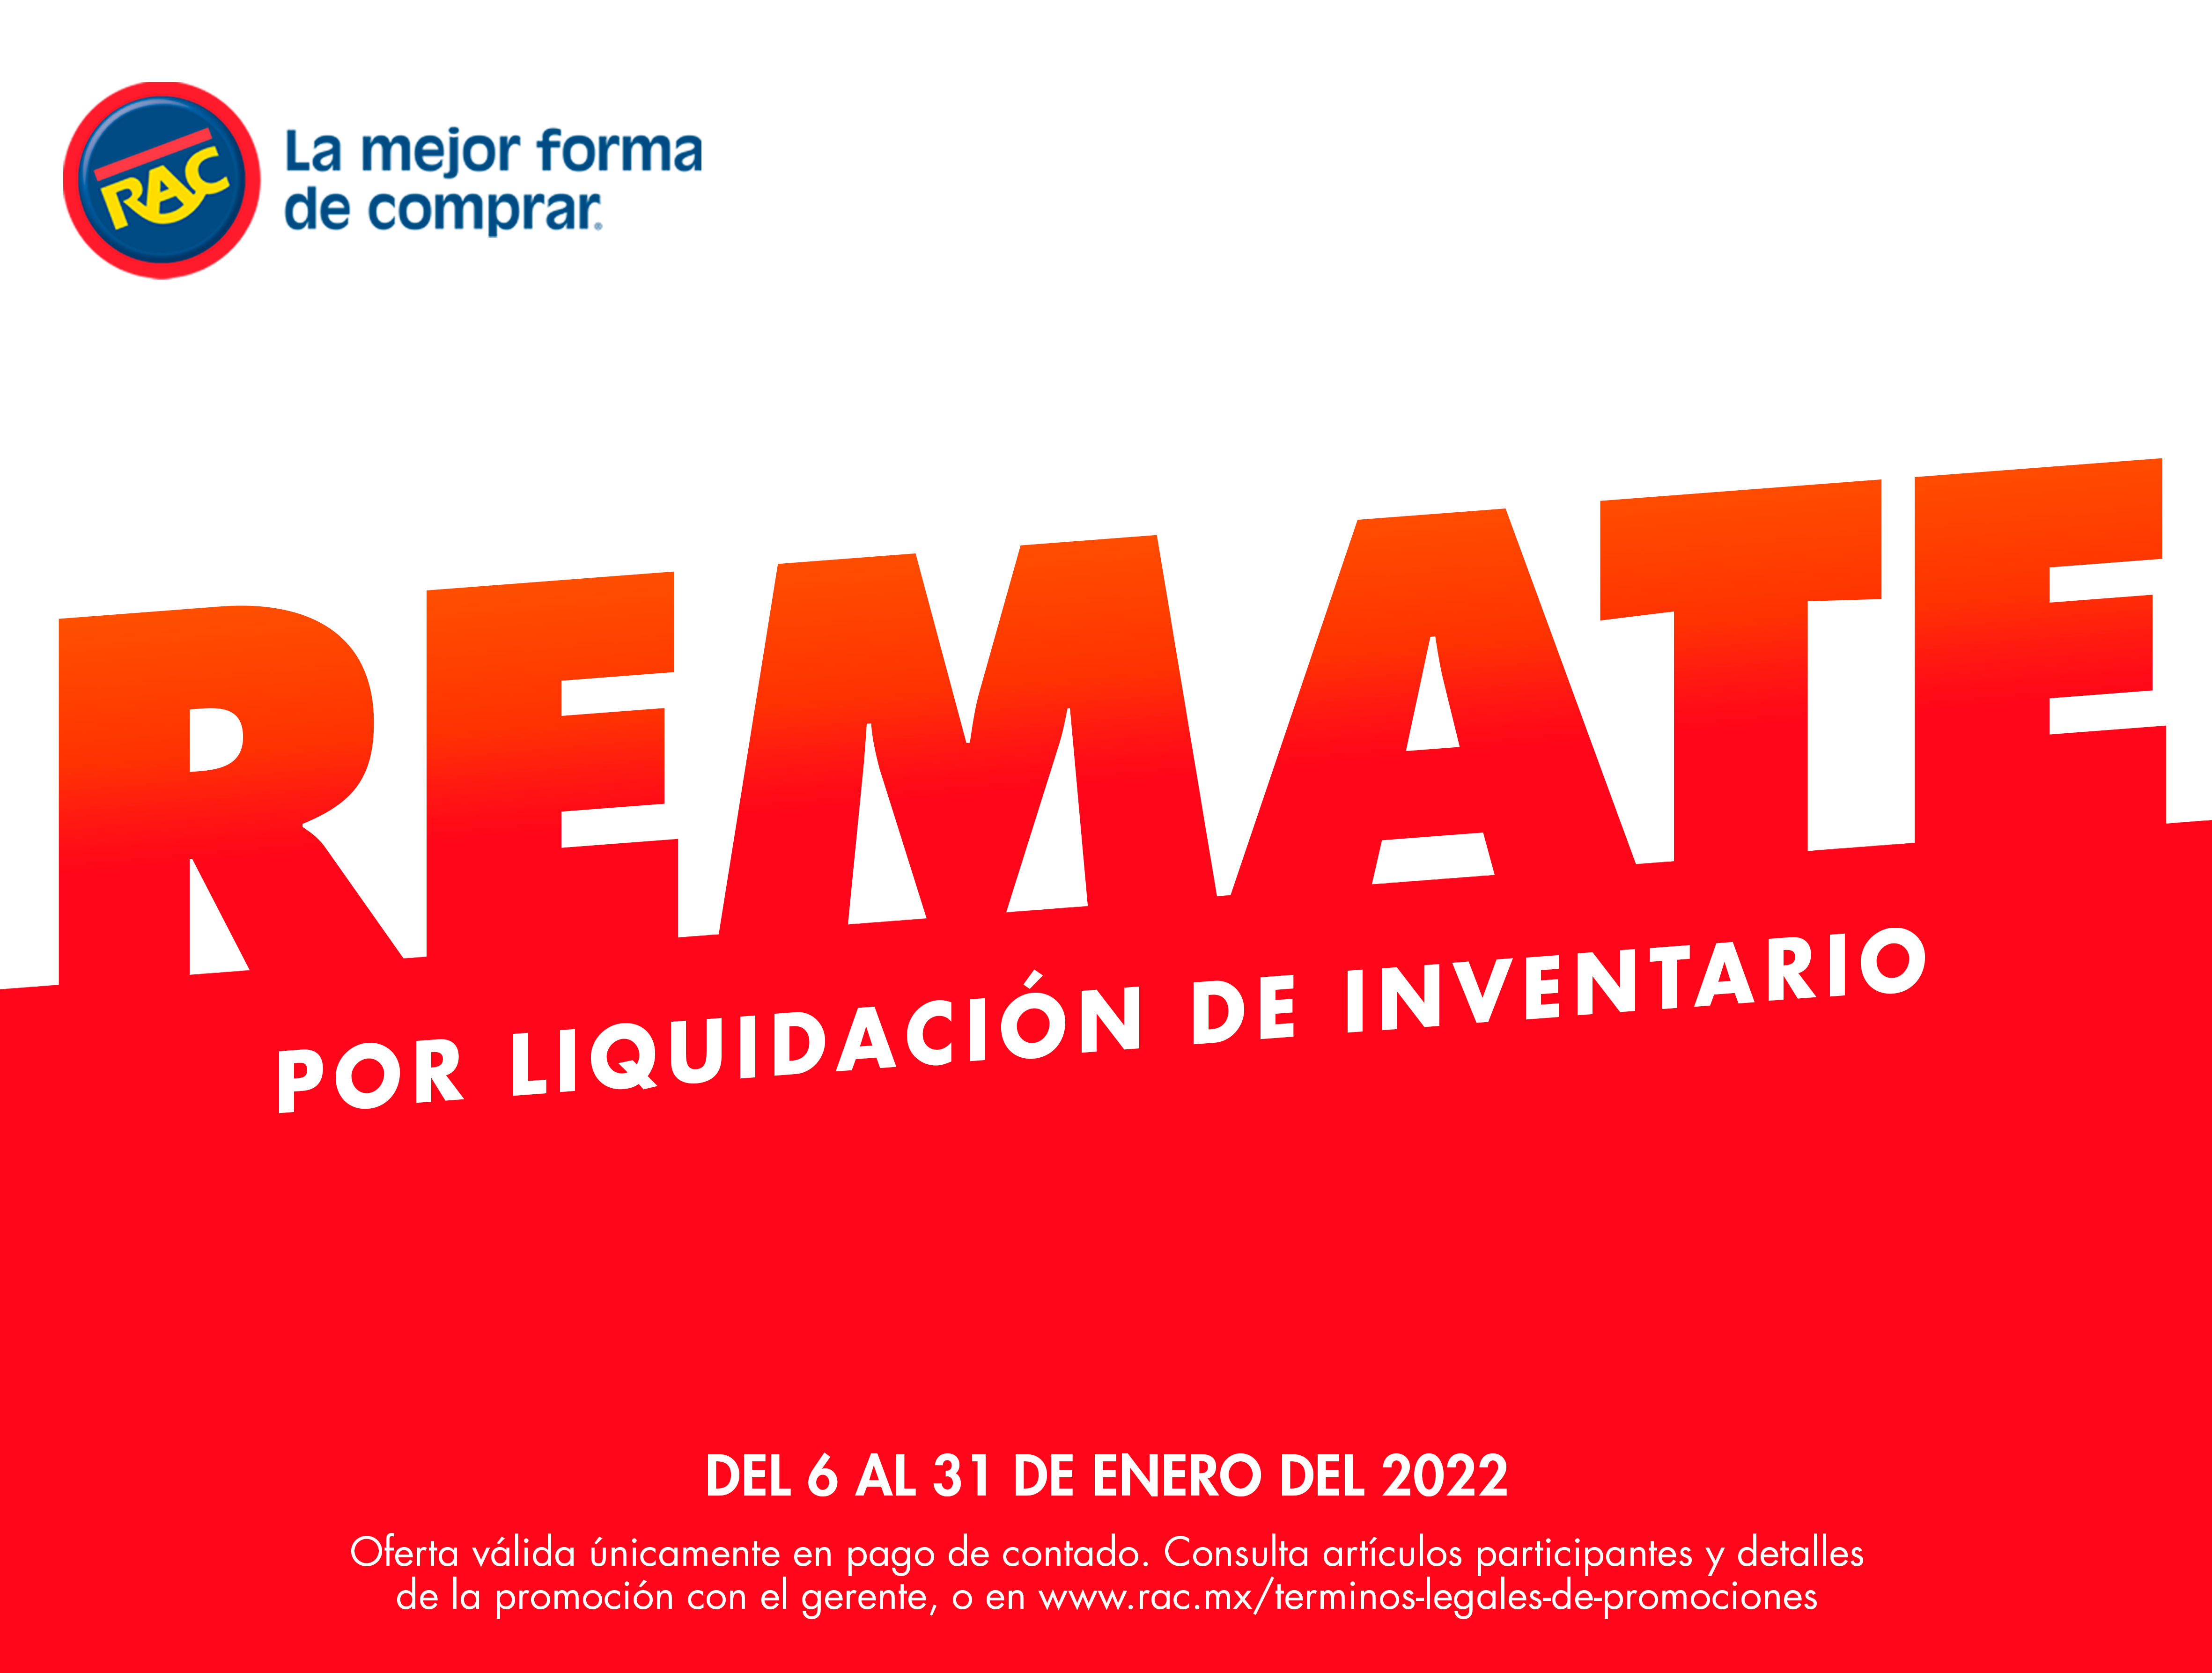 RAC
La mejor forma
de comprar®
REMATE
POR LIQUIDACIÓN DE INVENTARIO
DEL 6 AL 31 DE ENERO DEL 2022
Oferta válida únicamente en pago de contado. Consulta artículos participantes y detalles
de la promoción con el gerente, o en www.rac.mx/terminos-legales-de-promociones